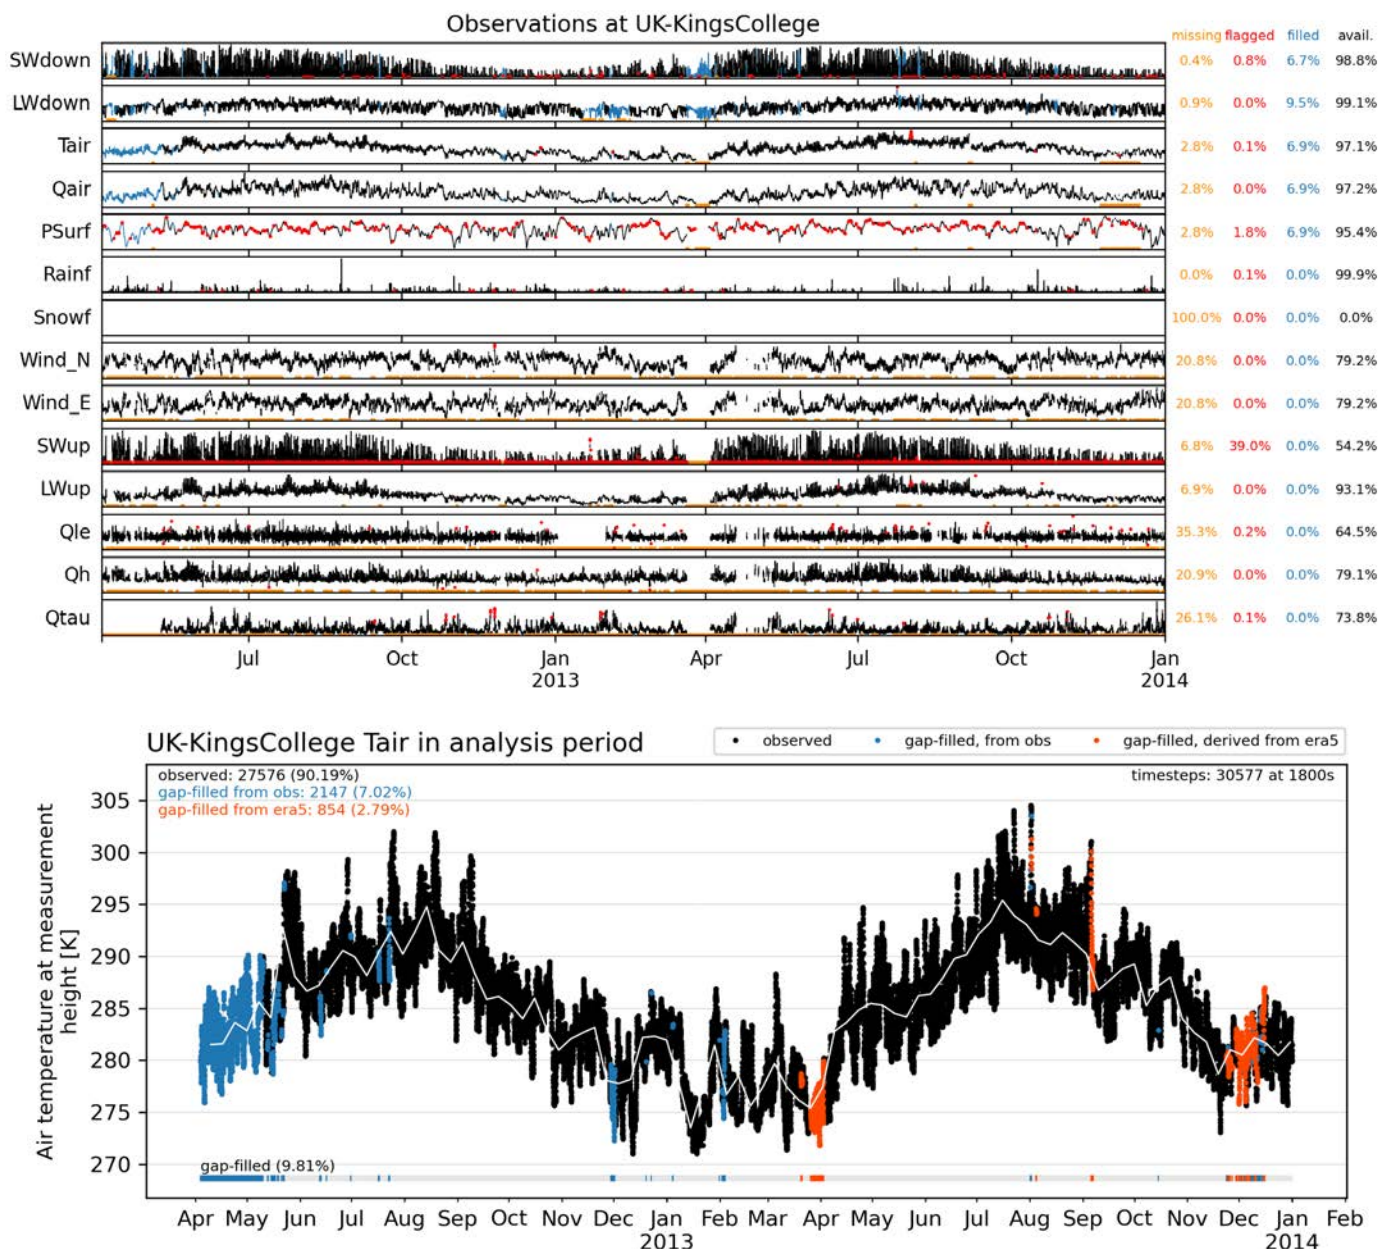 Observations at UK-KingsCollege
missing flagged filled avail.
SWdown 0.4% 0.8% 6.7% 98.8%
LWdown 0.9% 0.0% 9.5% 99.1%
Tair 2.8% 0.1% 6.9% 97.1%
Qair 2.8% 0.0% 6.9% 97.2%
PSurf 2.8% 1.8% 6.9% 95.4%
Rainf 0.0% 0.1% 0.0% 99.9%
Snowf 100.0% 0.0% 0.0% 0.0%
Wind_N 20.8% 0.0% 0.0% 79.2%
Wind_E 20.8% 0.0% 0.0% 79.2%
SWup 6.8% 39.0% 0.0% 54.2%
LWup 6.9% 0.0% 0.0% 93.1%
Qle 35.3% 0.2% 0.0% 64.5%
Qh 20.9% 0.0% 0.0% 79.1%
Qtau 26.1% 0.1% 0.0% 73.8%
Jul Oct Jan Apr Jul Oct Jan
2013 2014
UK-KingsCollege Tair in analysis period
observed gap-filled, from obs gap-filled, derived from era5
observed: 27576 (90.19%) timesteps: 30577 at 1800s
gap-filled from obs: 2147 (7.02%)
gap-filled from era5: 854 (2.79%)
Air temperature at measurement
height [K]
305
300
295
290
285
280
275
270
gap-filled (9.81%)
Apr May Jun Jul Aug Sep Oct Nov Dec Jan Feb Mar Apr May Jun Jul Aug Sep Oct Nov Dec Jan Feb
2013 2014